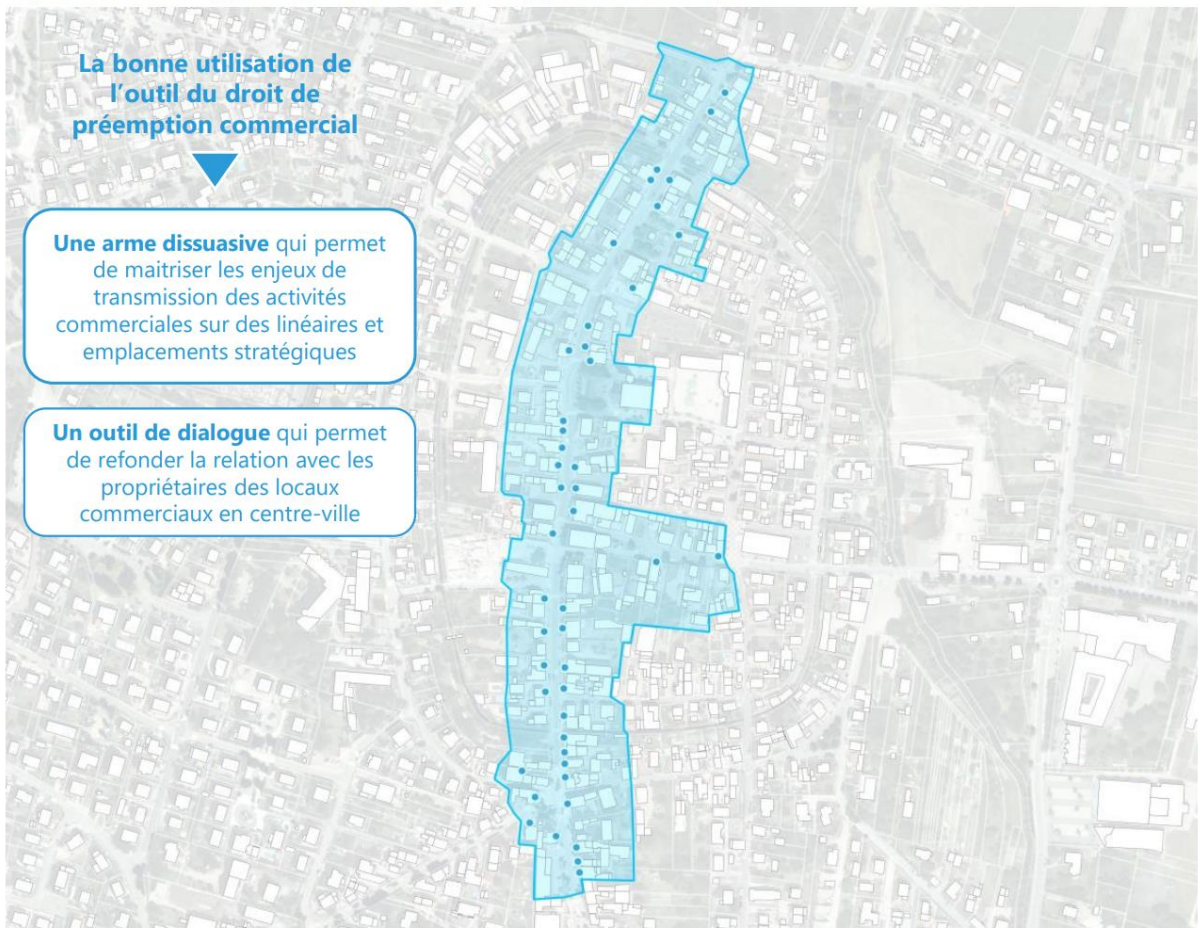 La bonne utilisation de
l'outil du droit de
préemption commercial
Une arme dissuasive qui permet
de maitriser les enjeux de
transmission des activités
commerciales sur des linéaires et
emplacements stratégiques
Un outil de dialogue qui permet
de refonder la relation avec les
propriétaires des locaux
commerciaux en centre-ville